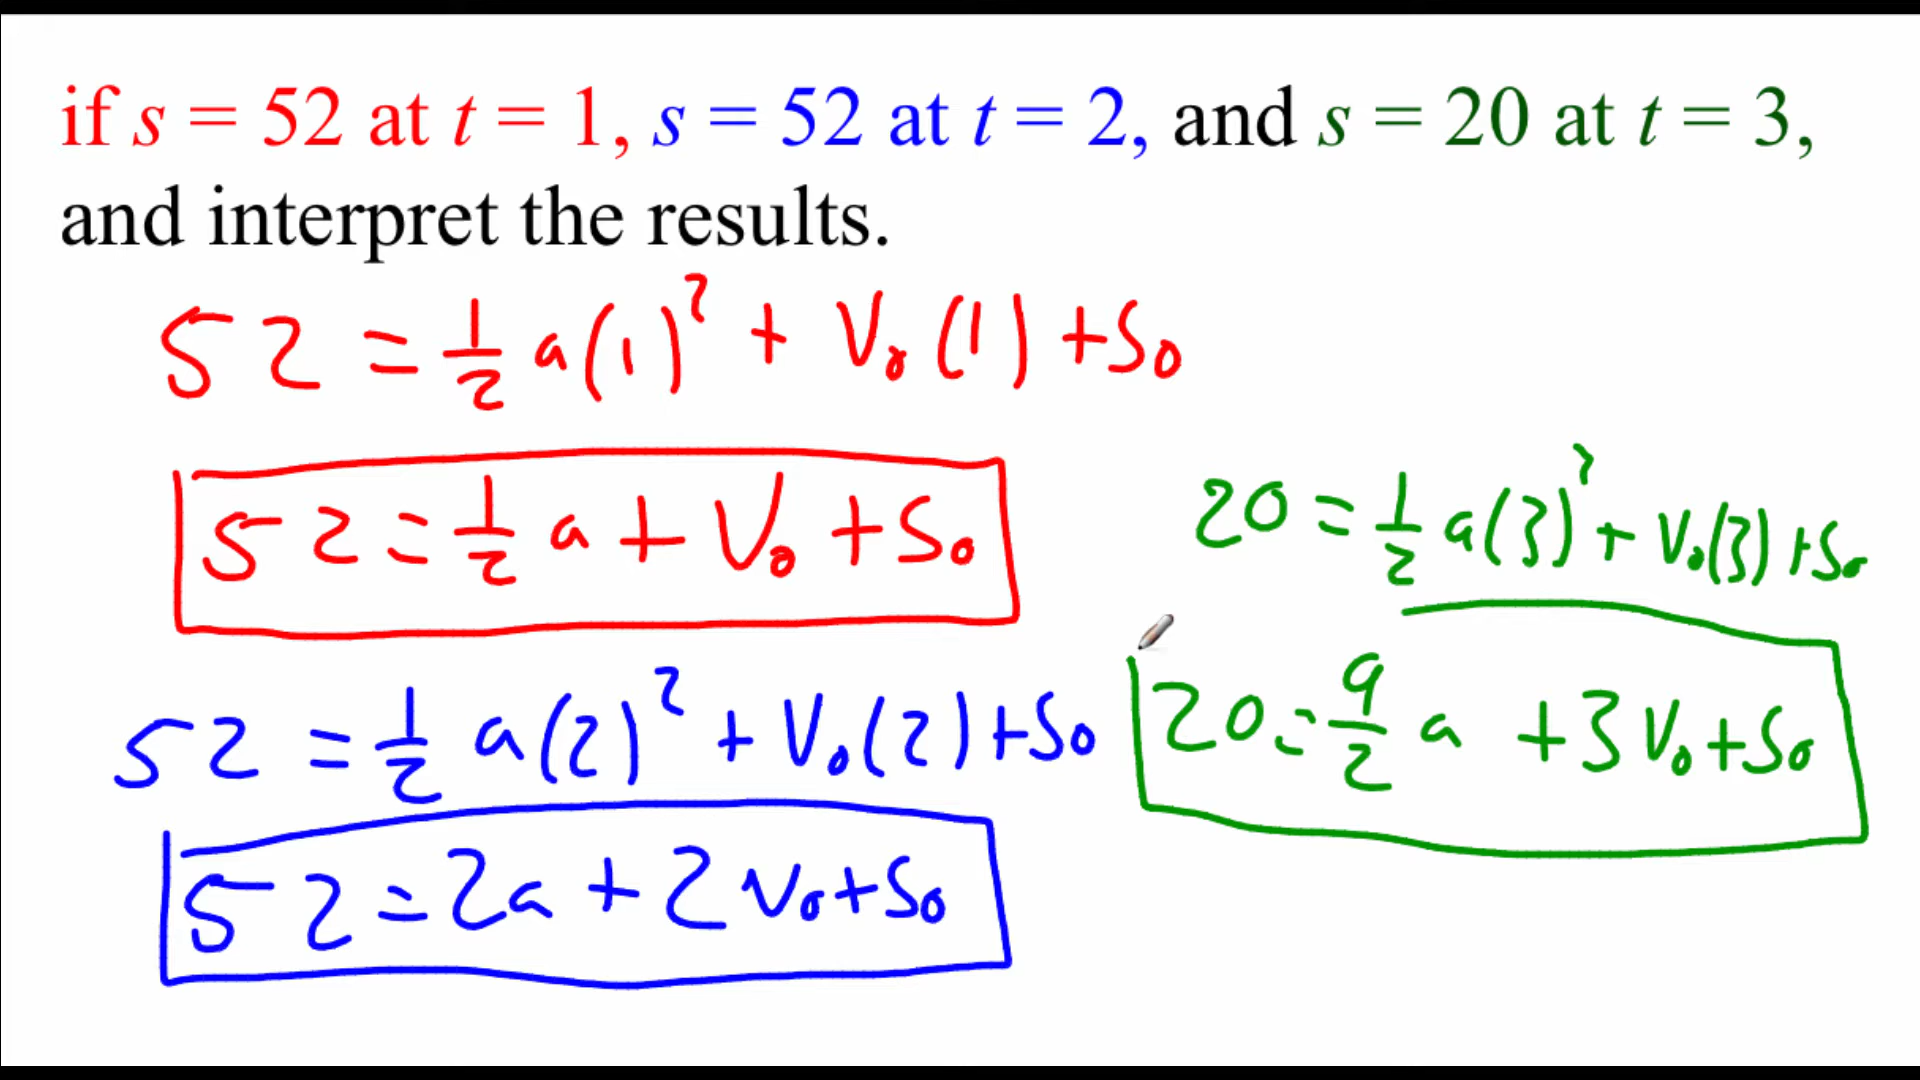 if s = 52 at t = 1, s = 52 at t = 2, and s = 20 at t = 3,
and interpret the results.
52 = 1/2 a(1)² + V₀(1) + S₀
52 = 1/2 a + V₀ + S₀
52 = 1/2 a(2)² + V₀(2) + S₀
52 = 2a + 2V₀ + S₀
20 = 1/2 a(3)² + V₀(3) + S₀
20 = 9/2 a + 3V₀ + S₀